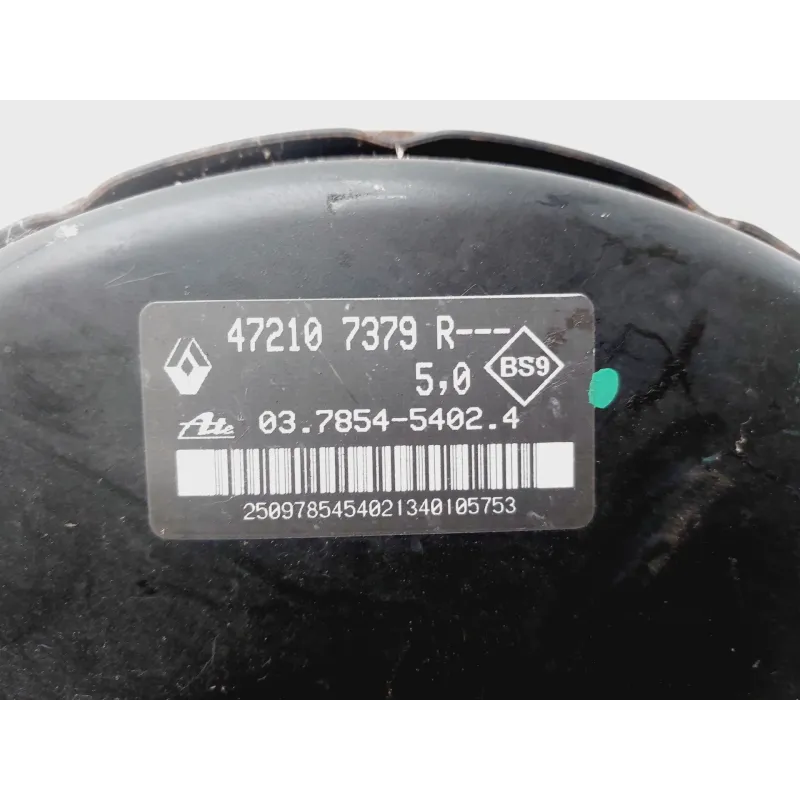 47210 7379 R---
5,0 BS9
Ate 03.7854-5402.4
2509785454021340105753